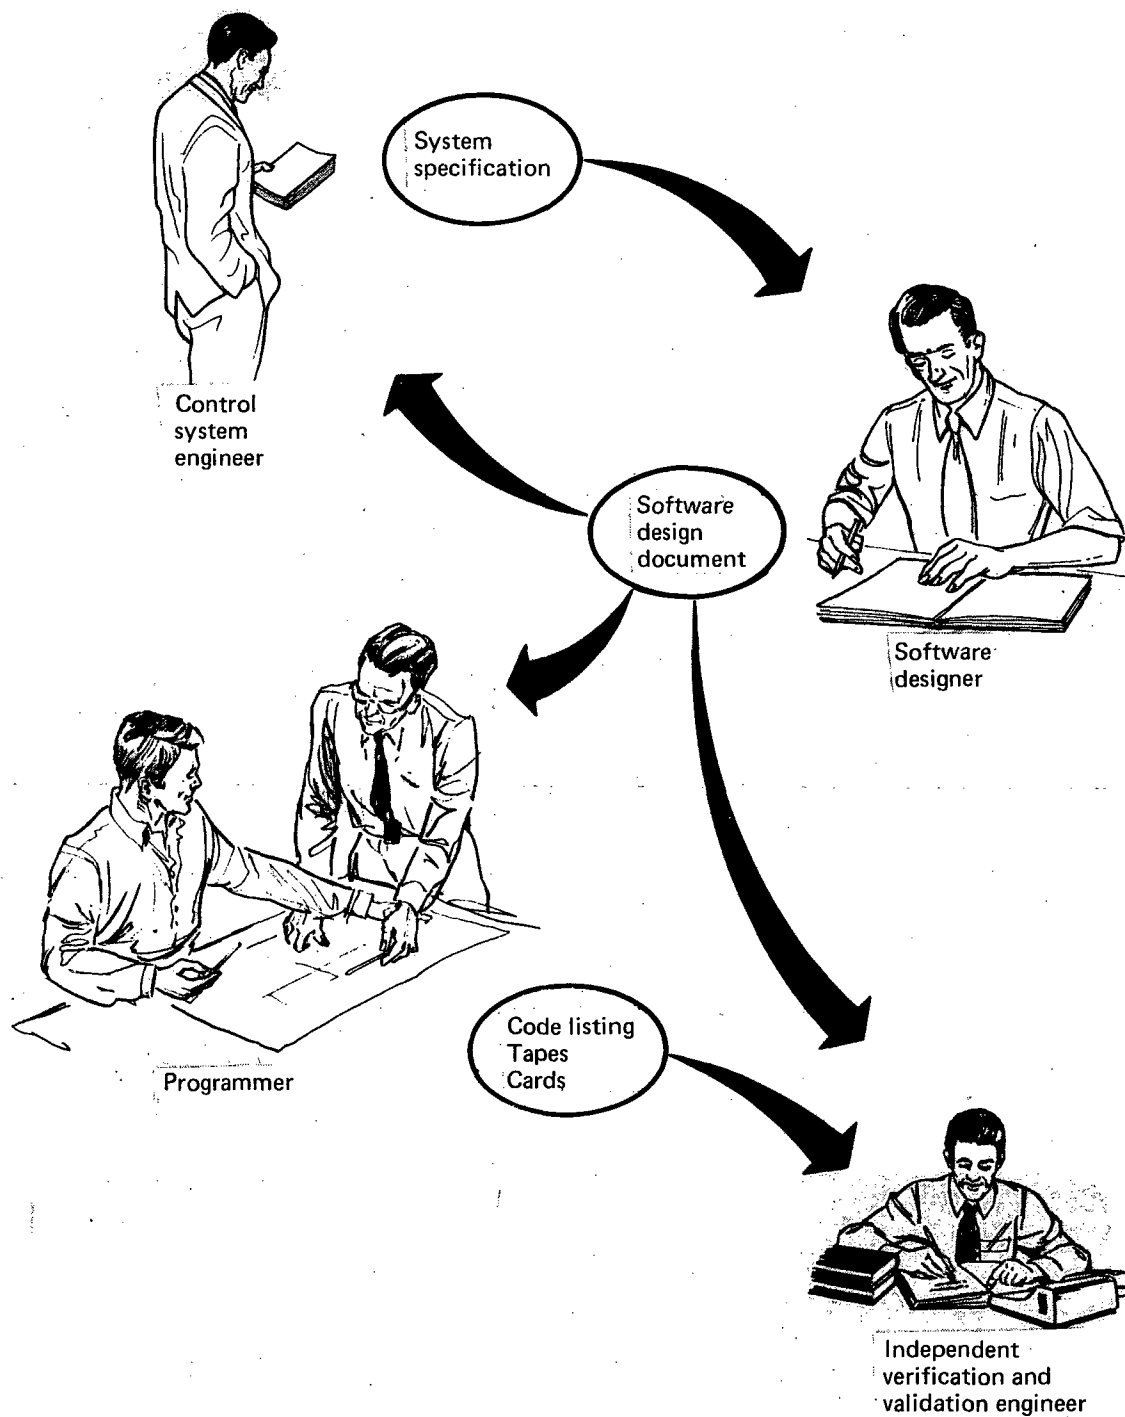 System
specification
Control
system
engineer
Software
design
document
Software
designer
Code listing
Tapes
Cards
Programmer
Independent
verification and
validation engineer